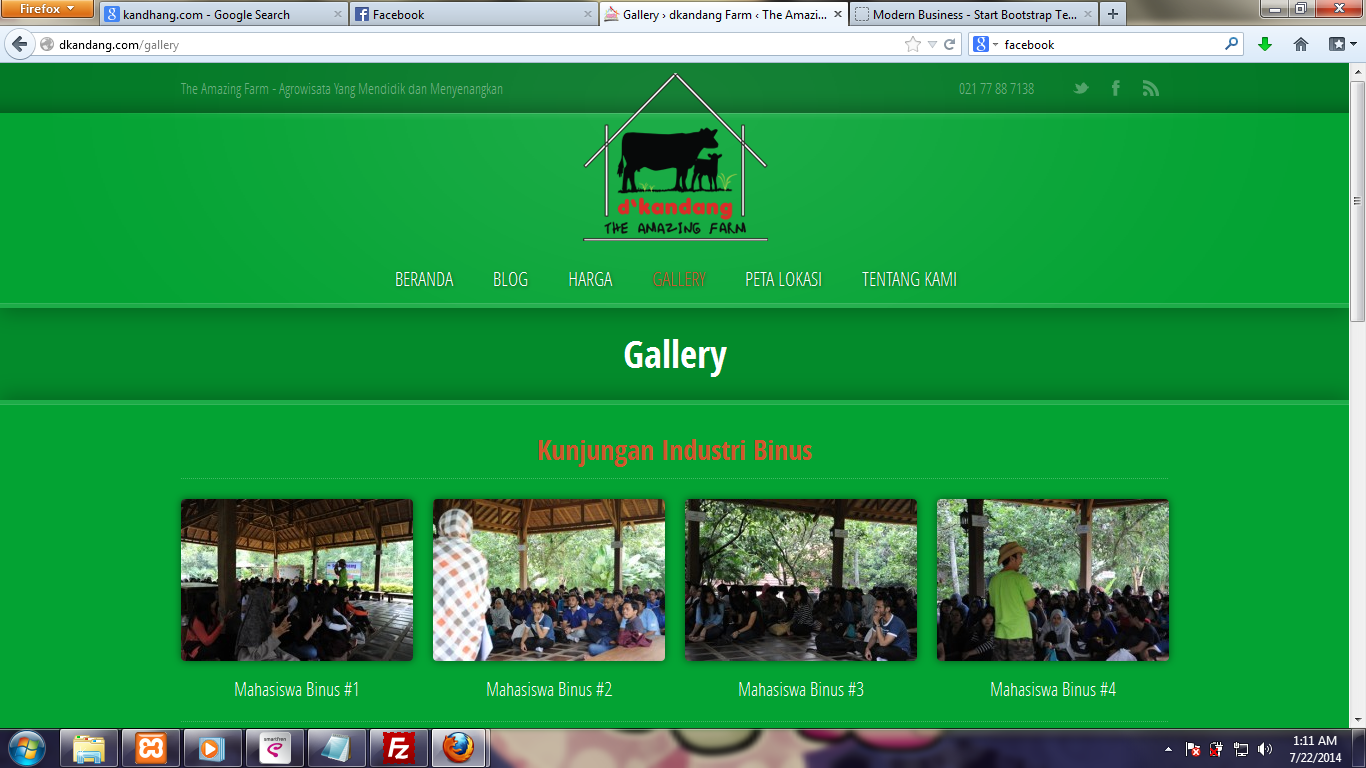 Firefox
kandhang.com - Google Search
Facebook
Gallery › dkandang Farm ‹ The Amazi...
Modern Business - Start Bootstrap Te...
dkandang.com/gallery
facebook
The Amazing Farm - Agrowisata Yang Mendidik dan Menyenangkan
021 77 88 7138
d'kandang
THE AMAZING FARM
BERANDA
BLOG
HARGA
GALLERY
PETA LOKASI
TENTANG KAMI
Gallery
Kunjungan Industri Binus
Mahasiswa Binus #1
Mahasiswa Binus #2
Mahasiswa Binus #3
Mahasiswa Binus #4
1:11 AM
7/22/2014